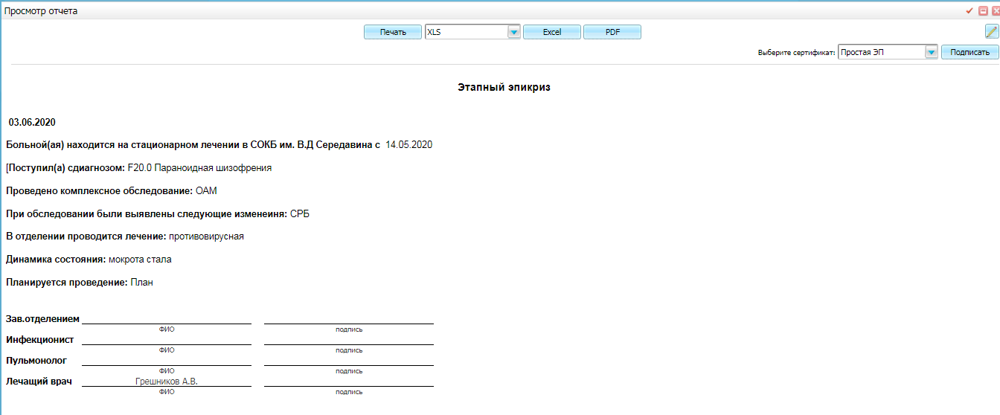 Просмотр отчета
Печать XLS Excel PDF
Выберите сертификат: Простая ЭП Подписать
Этапный эпикриз
03.06.2020
Больной(ая) находится на стационарном лечении в СОКБ им. В.Д Середавина с 14.05.2020
[Поступил(а) сдиагнозом: F20.0 Параноидная шизофрения
Проведено комплексное обследование: ОАМ
При обследовании были выявлены следующие изменеиня: СРБ
В отделении проводится лечение: противовирусная
Динамика состояния: мокрота стала
Планируется проведение: План
Зав.отделением
ФИО подпись
Инфекционист
ФИО подпись
Пульмонолог
ФИО подпись
Лечащий врач Грешников А.В.
ФИО подпись